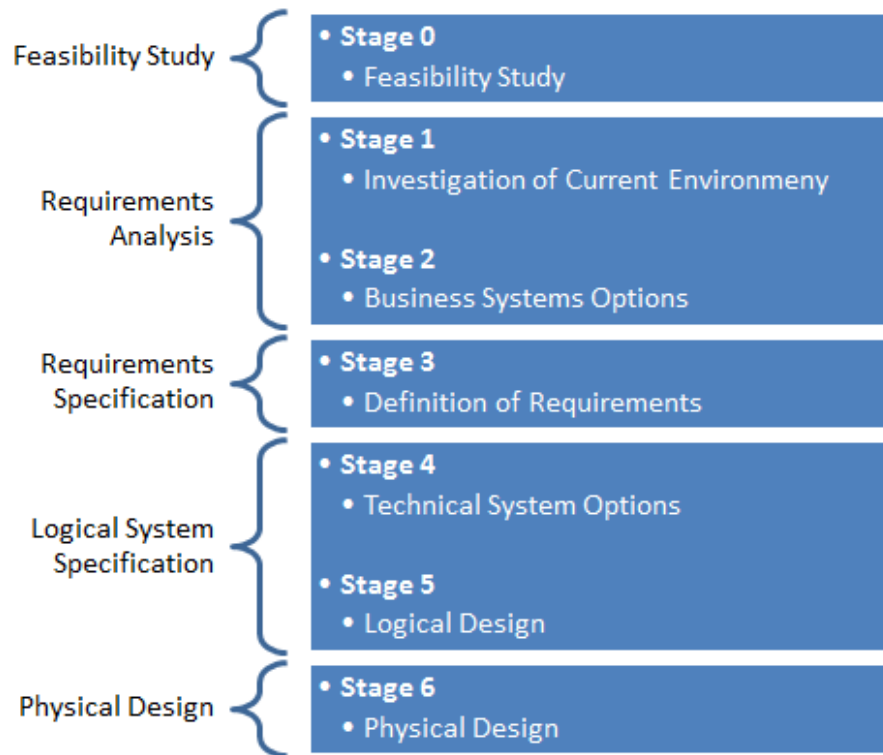 Feasibility Study
• Stage 0
• Feasibility Study
Requirements
Analysis
• Stage 1
• Investigation of Current Environmeny
• Stage 2
• Business Systems Options
Requirements
Specification
• Stage 3
• Definition of Requirements
Logical System
Specification
• Stage 4
• Technical System Options
• Stage 5
• Logical Design
Physical Design
• Stage 6
• Physical Design